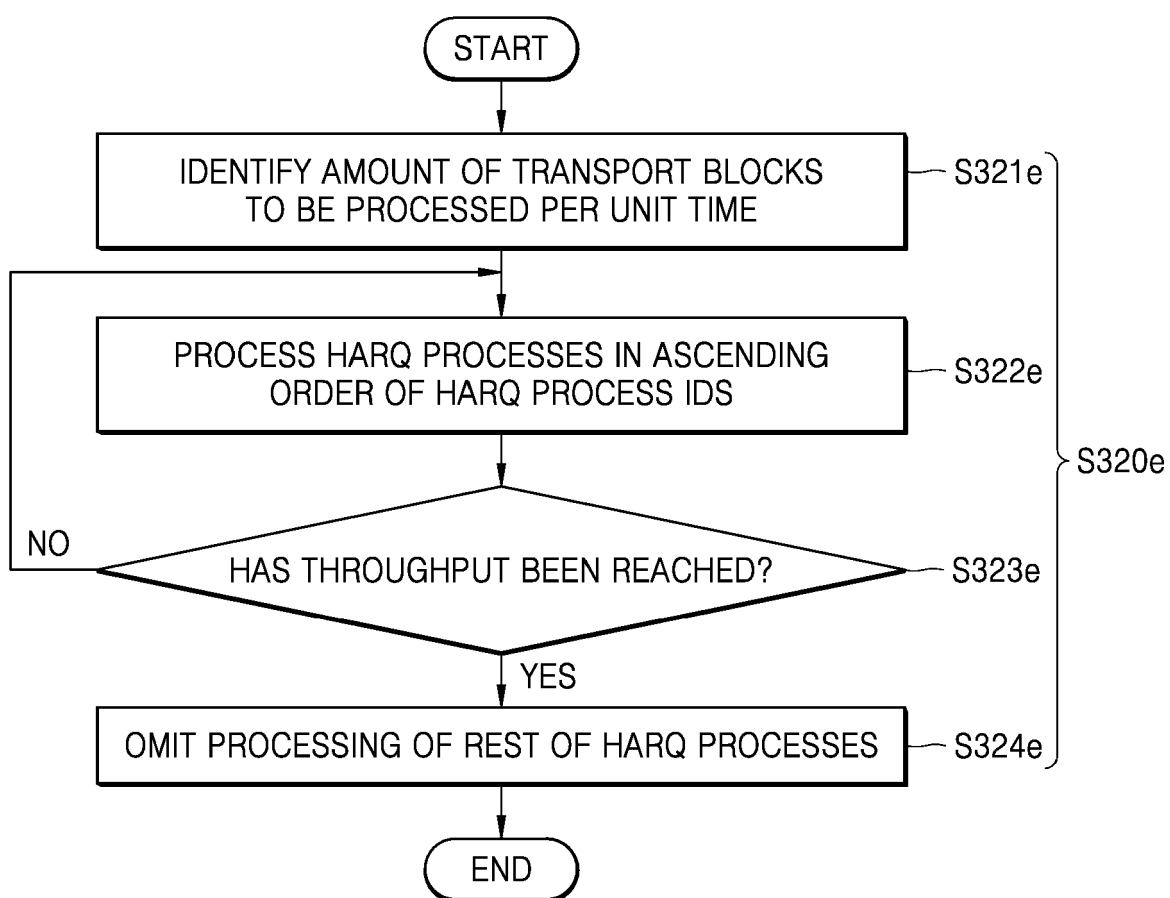 START
IDENTIFY AMOUNT OF TRANSPORT BLOCKS
TO BE PROCESSED PER UNIT TIME
S321e
PROCESS HARQ PROCESSES IN ASCENDING
ORDER OF HARQ PROCESS IDS
S322e
S320e
NO
HAS THROUGHPUT BEEN REACHED?
S323e
YES
OMIT PROCESSING OF REST OF HARQ PROCESSES
S324e
END